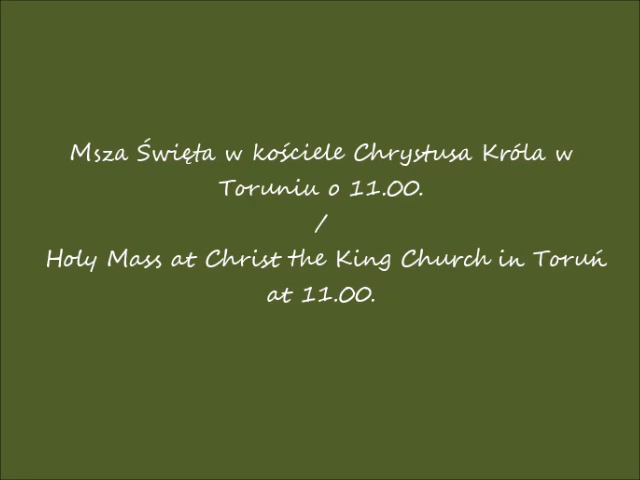 Msza Święta w kościele Chrystusa Króla w
Toruniu o 11.00.
/
Holy Mass at Christ the King Church in Toruń
at 11.00.